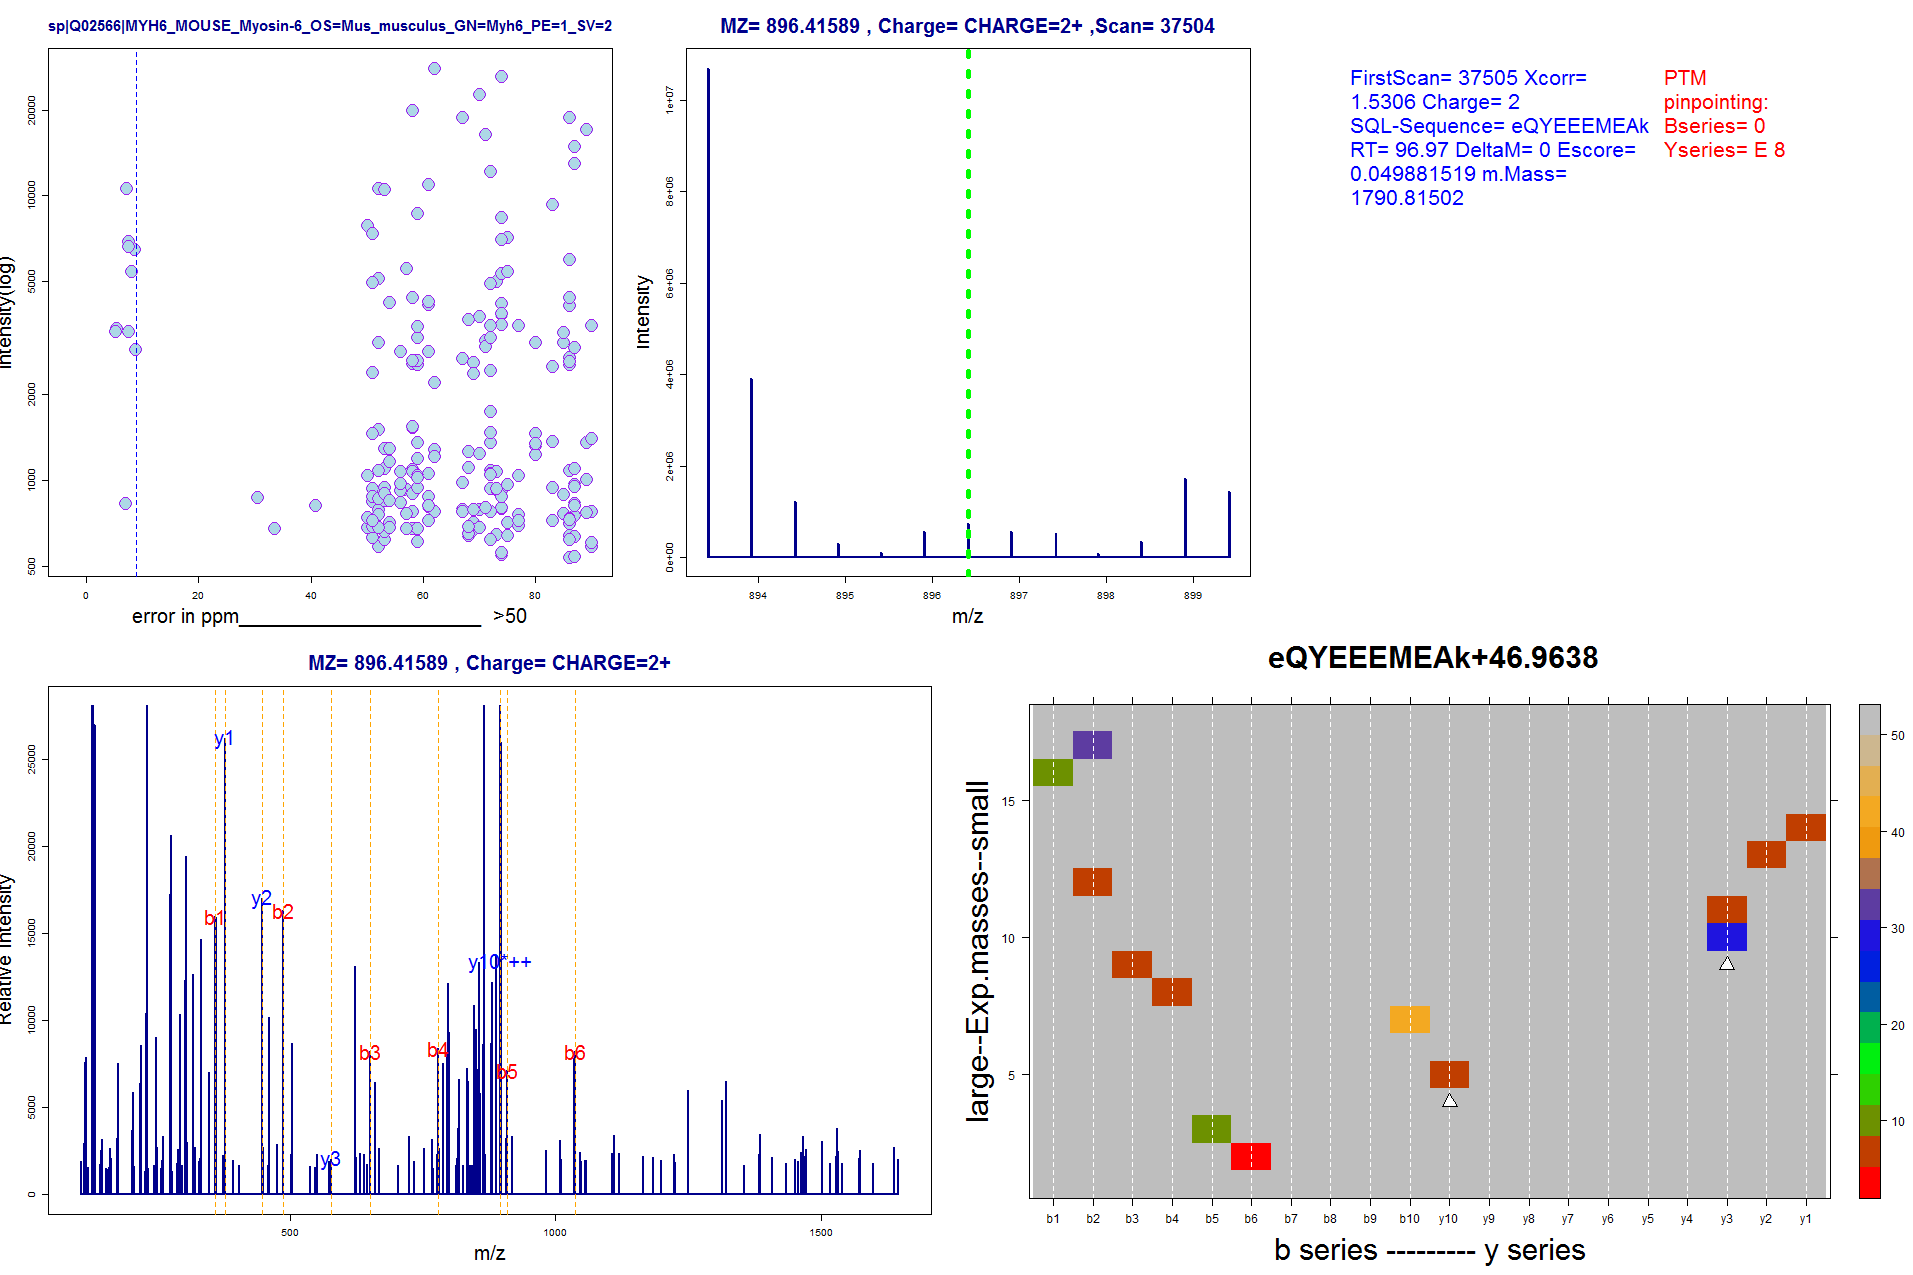 sp|Q02566|MYH6_MOUSE_Myosin-6_OS=Mus_musculus_GN=Myh6_PE=1_SV=2
Intensity(log)
500 1000 2000 5000 10000 20000
0 20 40 60 80
error in ppm______________________ >50
MZ= 896.41589 , Charge= CHARGE=2+ ,Scan= 37504
Intensity
0e+00 2e+06 4e+06 6e+06 8e+06 1e+07
894 895 896 897 898 899
m/z
FirstScan= 37505 Xcorr=
1.5306 Charge= 2
SQL-Sequence= eQYEEEMEAk
RT= 96.97 DeltaM= 0 Escore=
0.049881519 m.Mass=
1790.81502
PTM
pinpointing:
Bseries= 0
Yseries= E 8
MZ= 896.41589 , Charge= CHARGE=2+
Relative Intensity
0 5000 10000 15000 20000 25000
y1
y2
b1
b2
y10*++
b3
b4
b5
b6
y3
500 1000 1500
m/z
eQYEEEMEAk+46.9638
large--Exp.masses--small
5 10 15
b1 b2 b3 b4 b5 b6 b7 b8 b9 b10 y10 y9 y8 y7 y6 y5 y4 y3 y2 y1
b series --------- y series
10 20 30 40 50